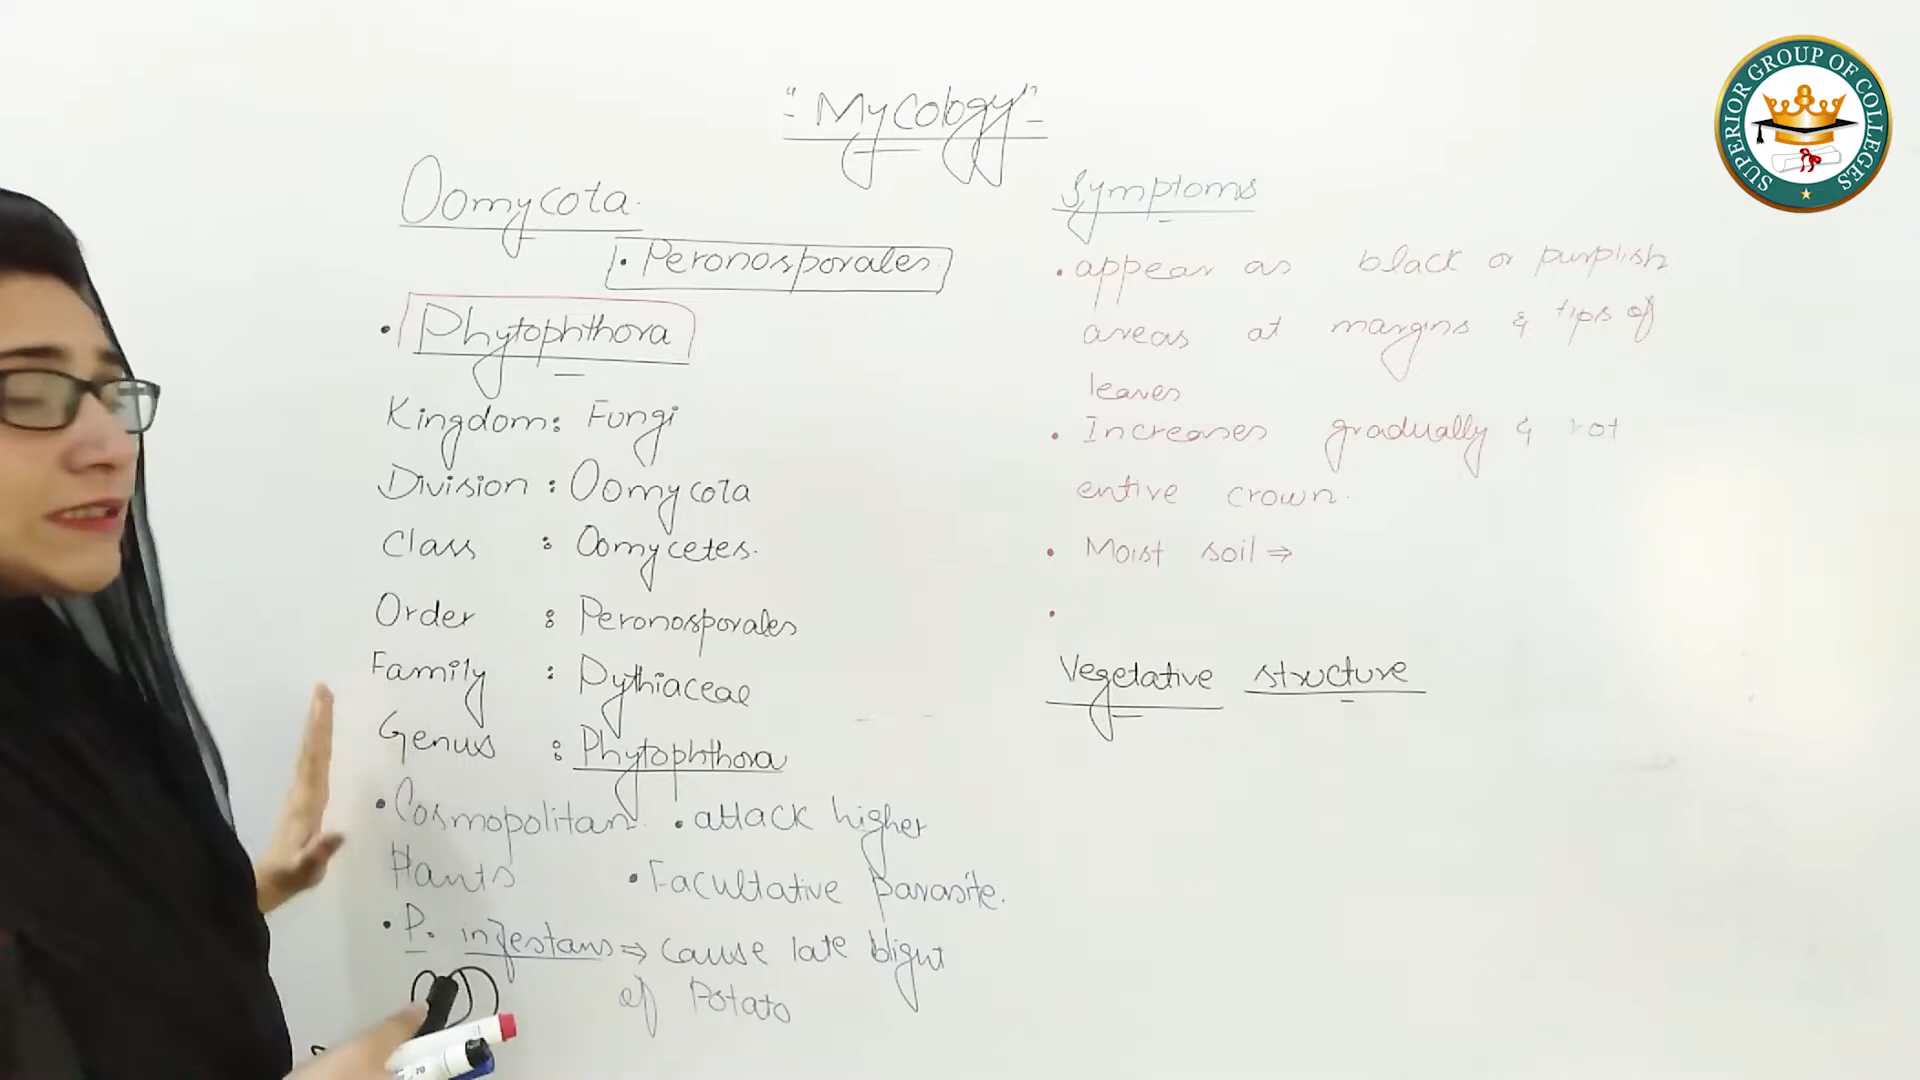 "Mycology"
Oomycota
• Peronosporales
• Phytophthora
Kingdom: Fungi
Division : Oomycota
Class : Oomycetes.
Order : Peronosporales
Family : Pythiaceae
Genus : Phytophthora
• Cosmopolitan • attack higher
Plants • Facultative parasite.
• P. infestans ⇒ cause late blight
of Potato
Symptoms
• appear as black or purplish
areas at margins & tips of
leaves
• Increases gradually & rot
entire crown.
• Moist soil ⇒
•
Vegetative structure
SUPERIOR GROUP OF COLLEGES